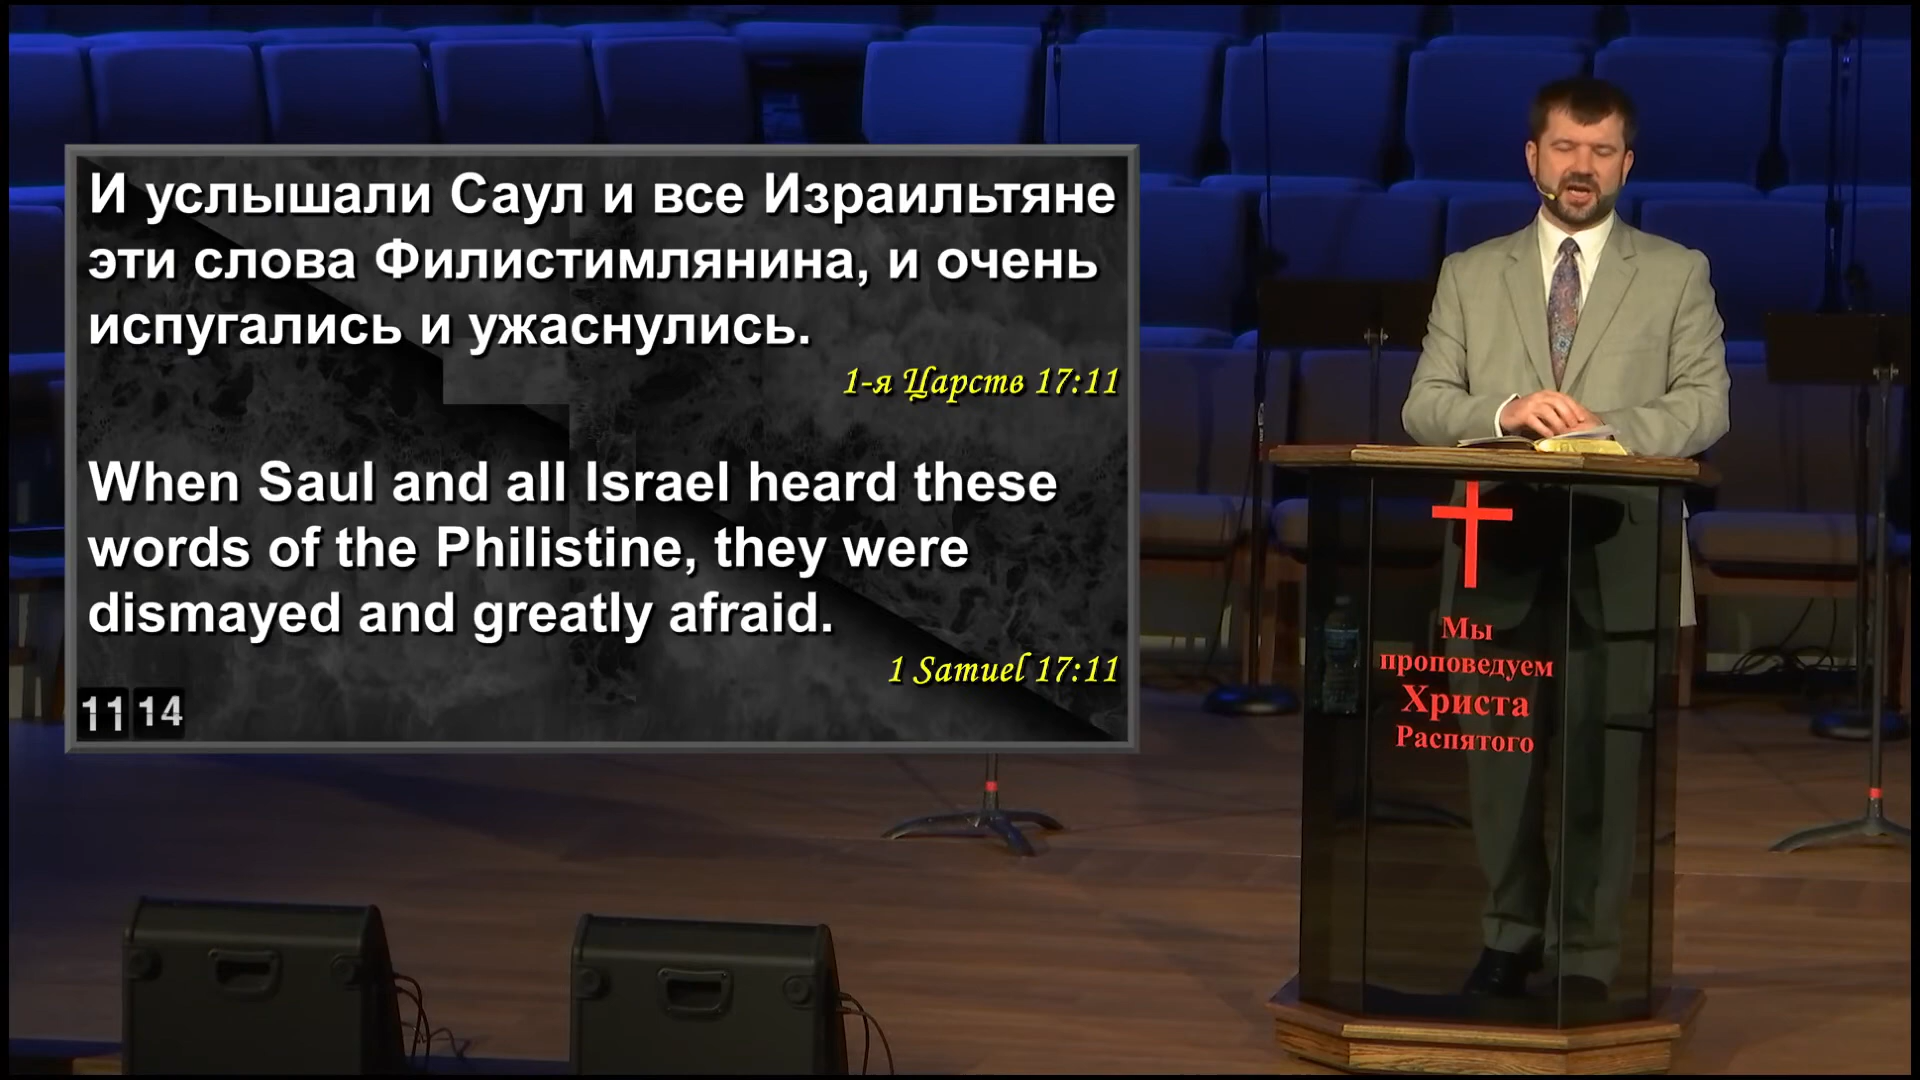 И услышали Саул и все Израильтяне
эти слова Филистимлянина, и очень
испугались и ужаснулись.
1-я Царств 17:11
When Saul and all Israel heard these
words of the Philistine, they were
dismayed and greatly afraid.
1 Samuel 17:11
11 14
Мы
проповедуем
Христа
Распятого